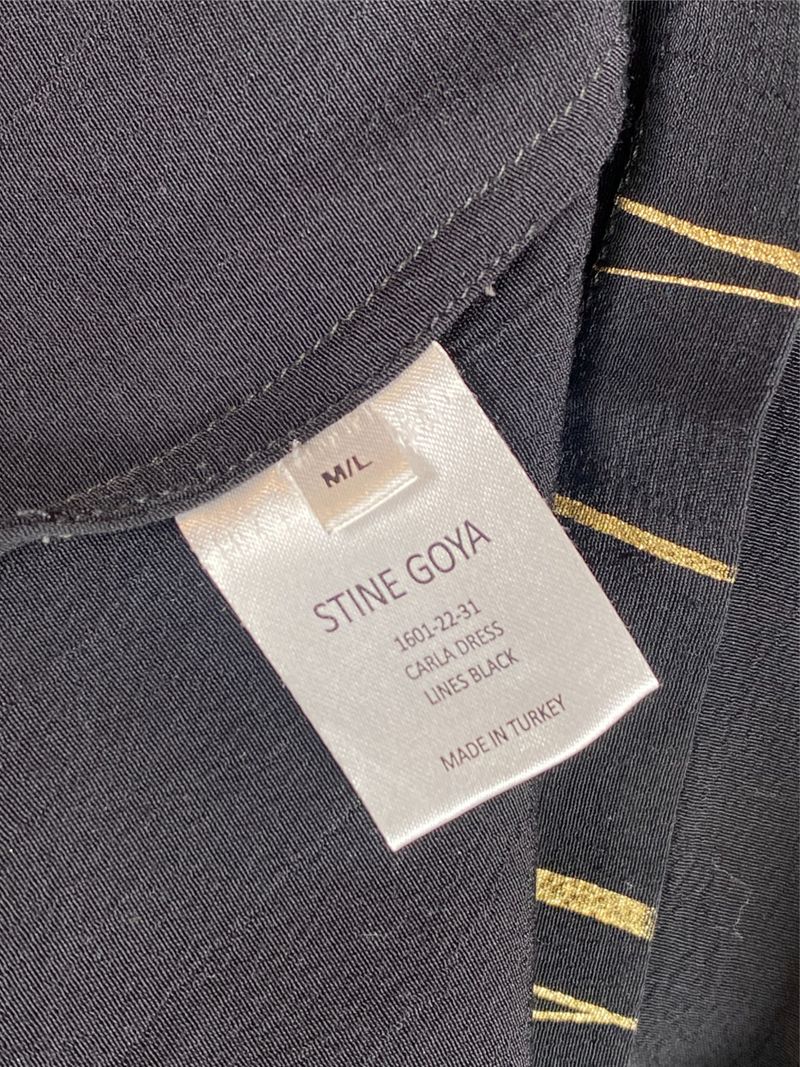 M/L
STINE GOYA
1601-22-31
CARLA DRESS
LINES BLACK
MADE IN TURKEY